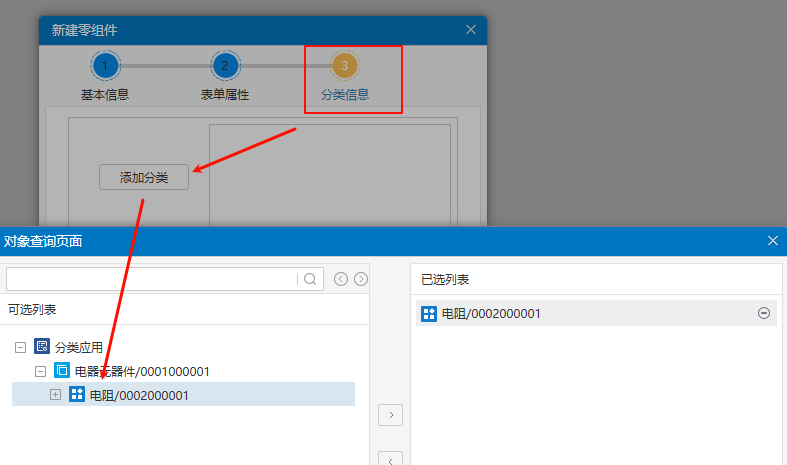 新建零组件
1
2
3
基本信息
表单属性
分类信息
添加分类
对象查询页面
可选列表
分类应用
电器元器件/0001000001
电阻/0002000001
已选列表
电阻/0002000001